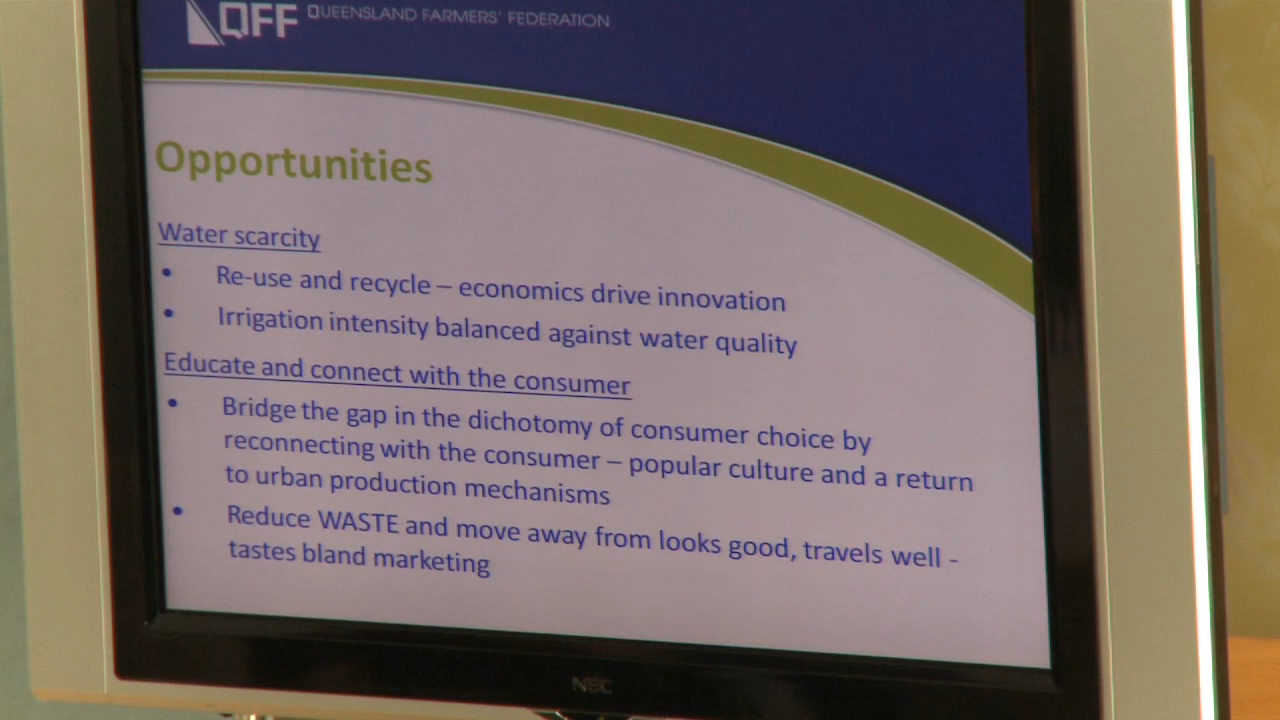 QFF QUEENSLAND FARMERS' FEDERATION
Opportunities
Water scarcity
• Re-use and recycle – economics drive innovation
• Irrigation intensity balanced against water quality
Educate and connect with the consumer
• Bridge the gap in the dichotomy of consumer choice by
reconnecting with the consumer – popular culture and a return
to urban production mechanisms
• Reduce WASTE and move away from looks good, travels well -
tastes bland marketing
NEC